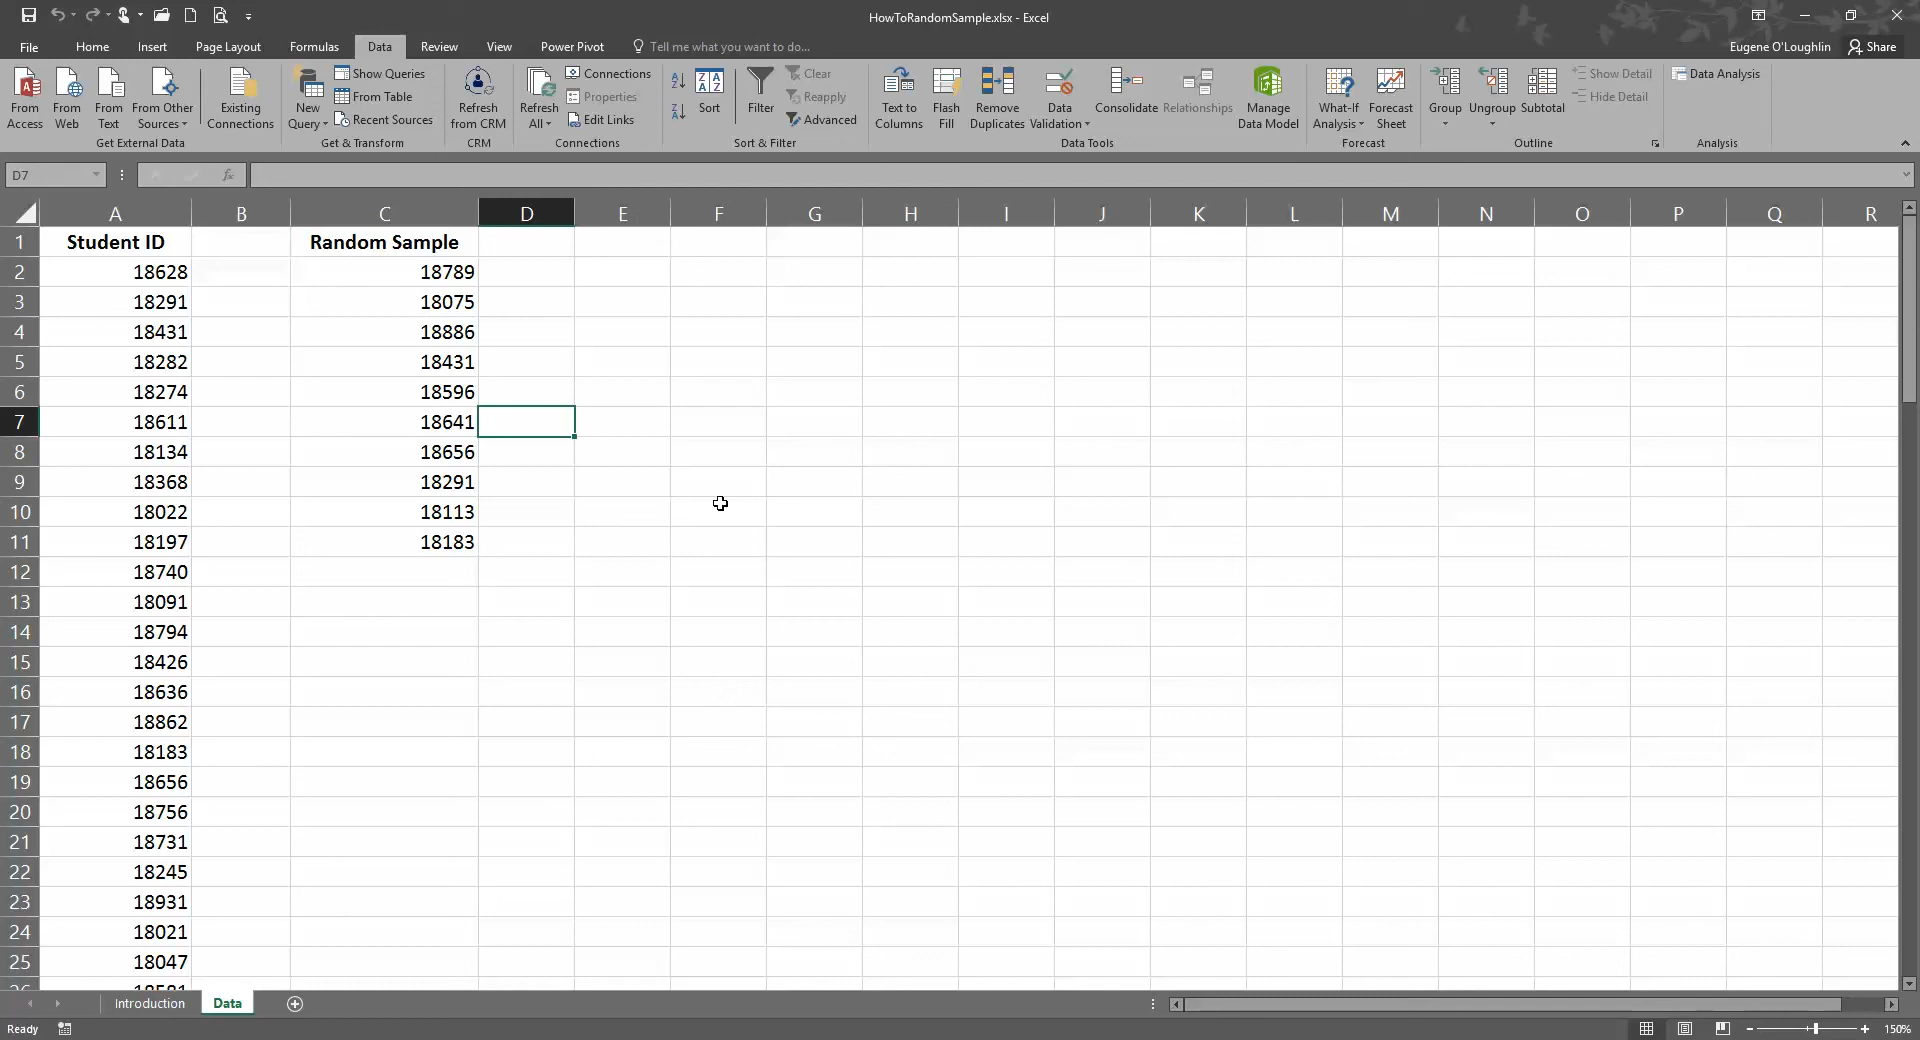 HowToRandomSample.xlsx - Excel
File Home Insert Page Layout Formulas Data Review View Power Pivot Tell me what you want to do... Eugene O'Loughlin Share
From Access
From Web
From Text
From Other Sources
Existing Connections
Get External Data
New Query
Show Queries
From Table
Recent Sources
Get & Transform
Refresh from CRM
CRM
Refresh All
Connections
Properties
Edit Links
Connections
A Z
Z A
Z A A Z
Sort
Filter
Clear
Reapply
Advanced
Sort & Filter
Text to Columns
Flash Fill
Remove Duplicates
Data Validation
Consolidate
Relationships
Manage Data Model
Data Tools
What-If Analysis
Forecast Sheet
Forecast
Group
Ungroup
Subtotal
Show Detail
Hide Detail
Outline
Data Analysis
Analysis
D7 fx
A B C D E F G H I J K L M N O P Q R
1 Student ID Random Sample
2 18628 18789
3 18291 18075
4 18431 18886
5 18282 18431
6 18274 18596
7 18611 18641
8 18134 18656
9 18368 18291
10 18022 18113
11 18197 18183
12 18740
13 18091
14 18794
15 18426
16 18636
17 18862
18 18183
19 18656
20 18756
21 18731
22 18245
23 18931
24 18021
25 18047
Introduction Data
Ready 150%